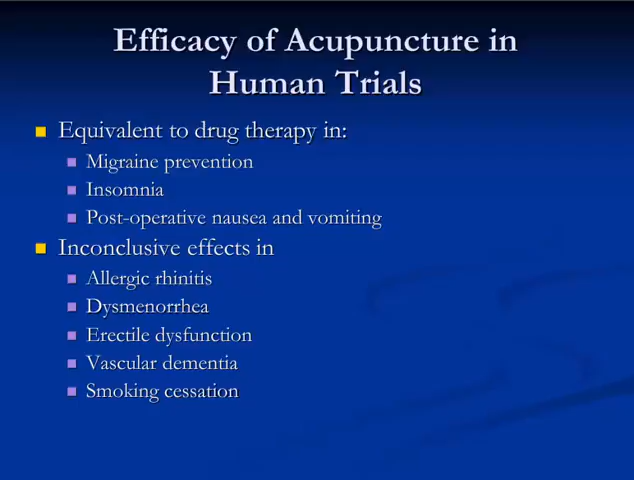 Efficacy of Acupuncture in
Human Trials
Equivalent to drug therapy in:
Migraine prevention
Insomnia
Post-operative nausea and vomiting
Inconclusive effects in
Allergic rhinitis
Dysmenorrhea
Erectile dysfunction
Vascular dementia
Smoking cessation